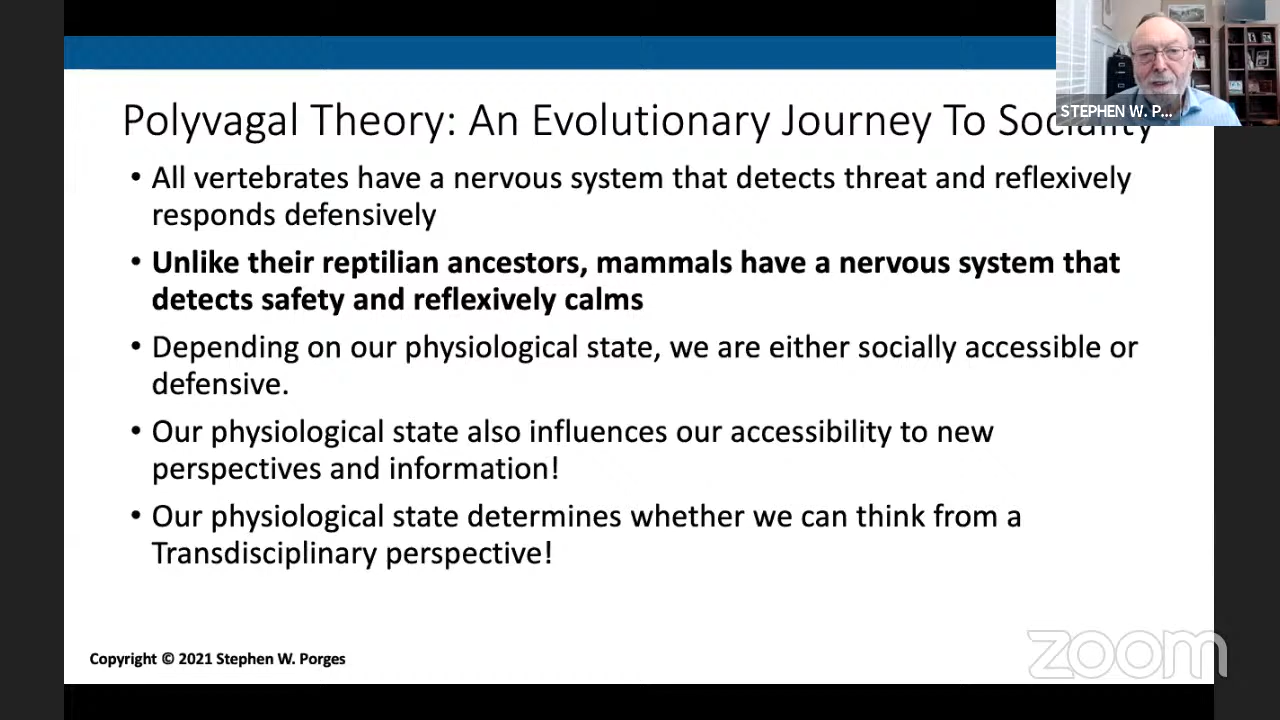 STEPHEN W. P...
Polyvagal Theory: An Evolutionary Journey To Sociality
• All vertebrates have a nervous system that detects threat and reflexively
responds defensively
• Unlike their reptilian ancestors, mammals have a nervous system that
detects safety and reflexively calms
• Depending on our physiological state, we are either socially accessible or
defensive.
• Our physiological state also influences our accessibility to new
perspectives and information!
• Our physiological state determines whether we can think from a
Transdisciplinary perspective!
Copyright © 2021 Stephen W. Porges
zoom